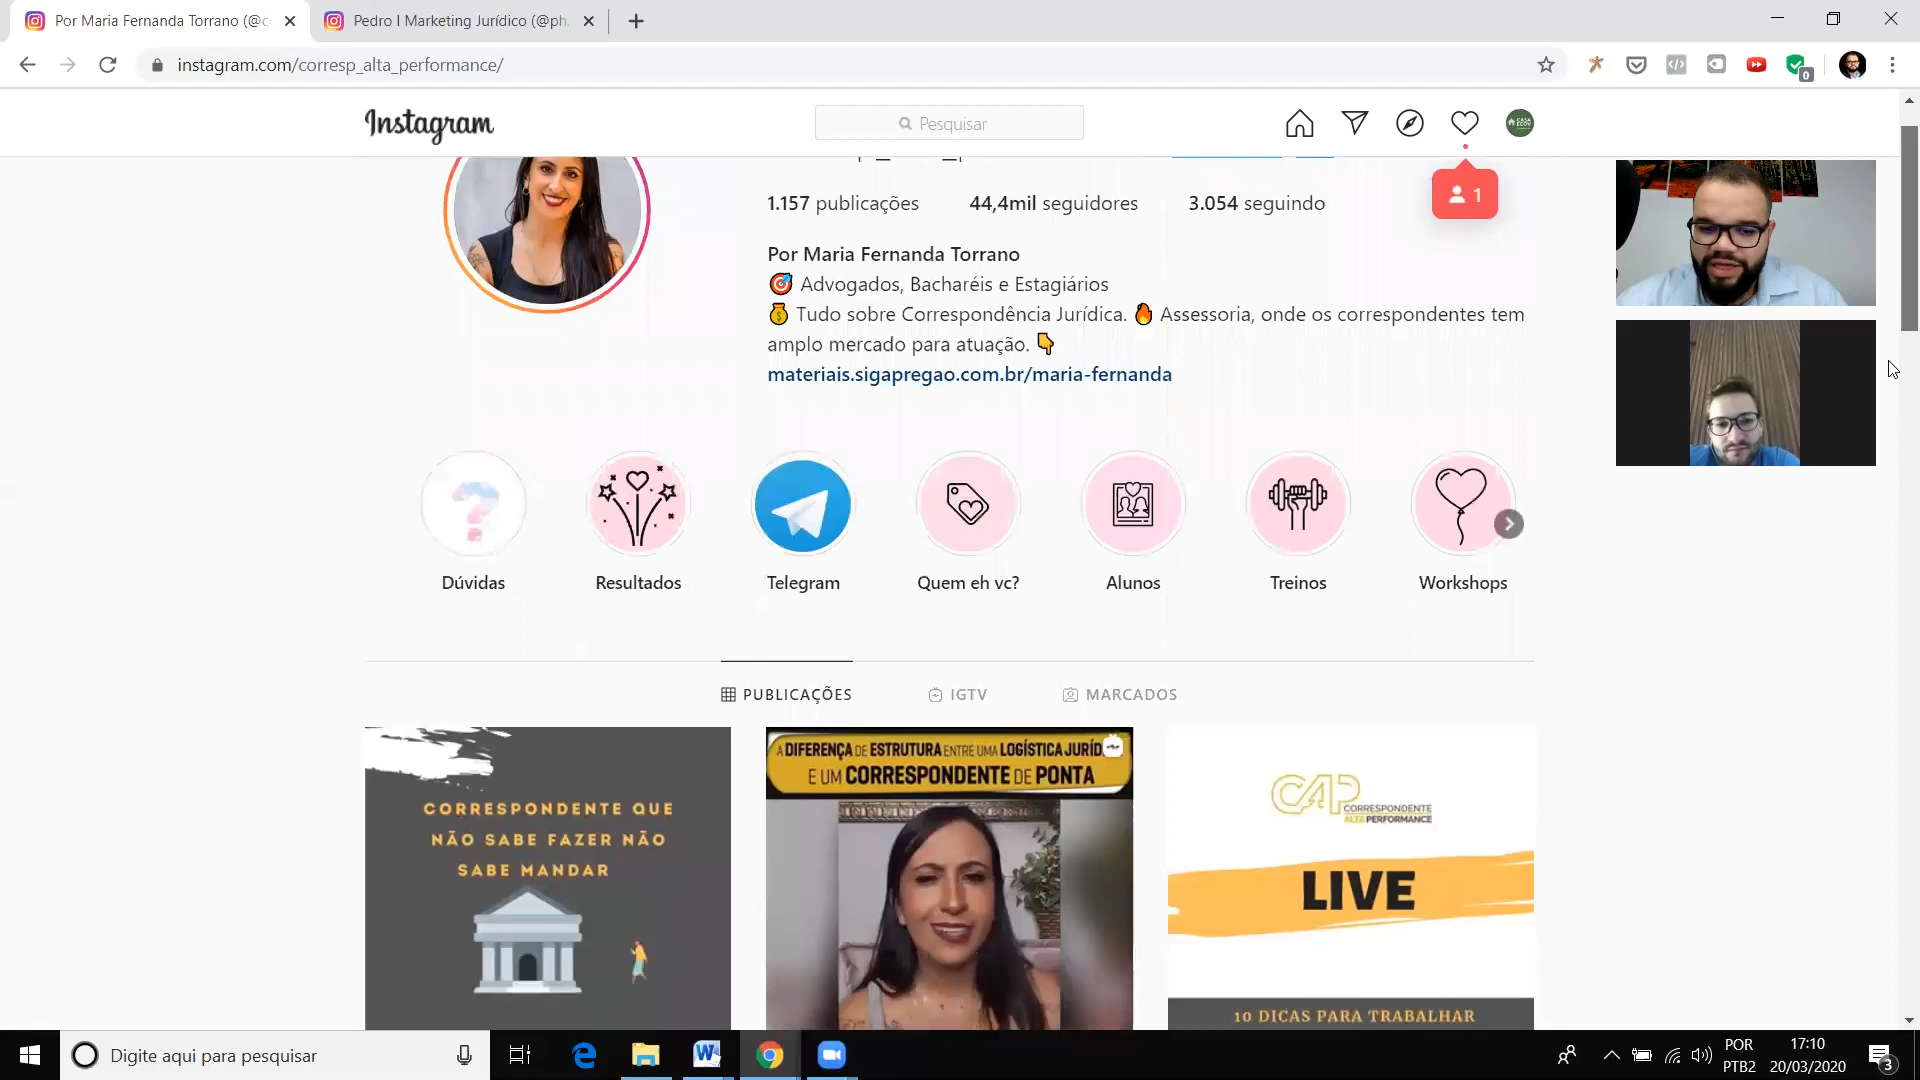 Por Maria Fernanda Torrano (@c
Pedro I Marketing Jurídico (@ph
instagram.com/corresp_alta_performance/
0
Instagram
Pesquisar
1.157 publicações 44,4mil seguidores 3.054 seguindo
1
Por Maria Fernanda Torrano
Advogados, Bacharéis e Estagiários
Tudo sobre Correspondência Jurídica. Assessoria, onde os correspondentes tem
amplo mercado para atuação.
materiais.sigapregao.com.br/maria-fernanda
Dúvidas Resultados Telegram Quem eh vc? Alunos Treinos Workshops
PUBLICAÇÕES IGTV MARCADOS
CORRESPONDENTE QUE
NÃO SABE FAZER NÃO
SABE MANDAR
A DIFERENÇA DE ESTRUTURA ENTRE UMA LOGÍSTICA JURÍD
E UM CORRESPONDENTE DE PONTA
CAP CORRESPONDENTE
ALTA PERFORMANCE
LIVE
10 DICAS PARA TRABALHAR
Digite aqui para pesquisar
POR
PTB2
17:10
20/03/2020
3